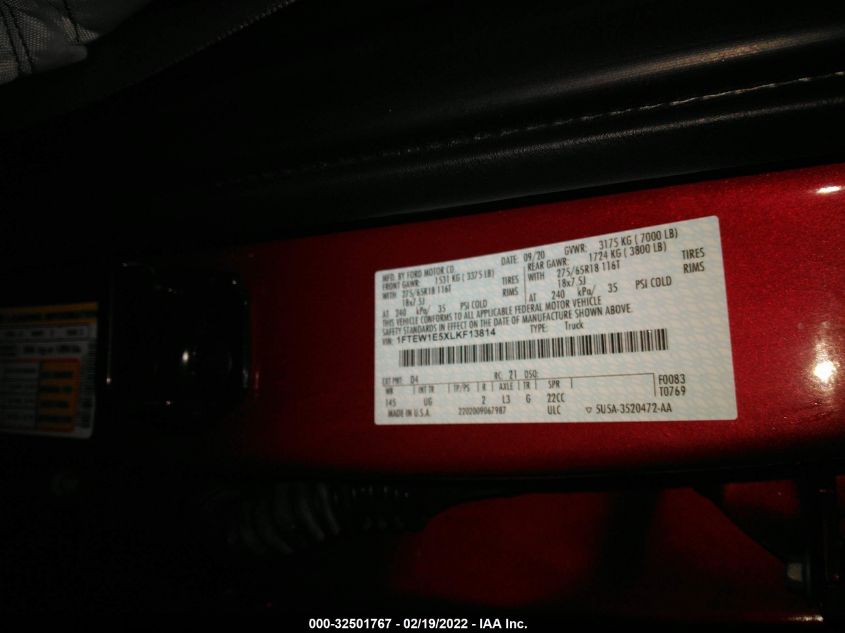 MFD. BY FORD MOTOR CO. DATE: 09/20 GVWR: 3175 KG ( 7000 LB)
FRONT GAWR: 1531 KG ( 3375 LB) REAR GAWR: 1724 KG ( 3800 LB)
WITH 275/65R18 116T TIRES WITH 275/65R18 116T TIRES
18x7.5J RIMS 18x7.5J RIMS
AT 240 kPa/ 35 PSI COLD AT 240 kPa/ 35 PSI COLD
THIS VEHICLE CONFORMS TO ALL APPLICABLE FEDERAL MOTOR VEHICLE
SAFETY STANDARDS IN EFFECT ON THE DATE OF MANUFACTURE SHOWN ABOVE.
VIN: 1FTEW1E5XLKF13814 TYPE: Truck
EXT PNT: D4 RC: 21 DSO: F0083
WB INT TR TP/PS R AXLE TR SPR T0769
145 UG 2 L3 G 22CC
MADE IN U.S.A. 2202009067987 ULC 5USA-3520472-AA
000-32501767 - 02/19/2022 - IAA Inc.